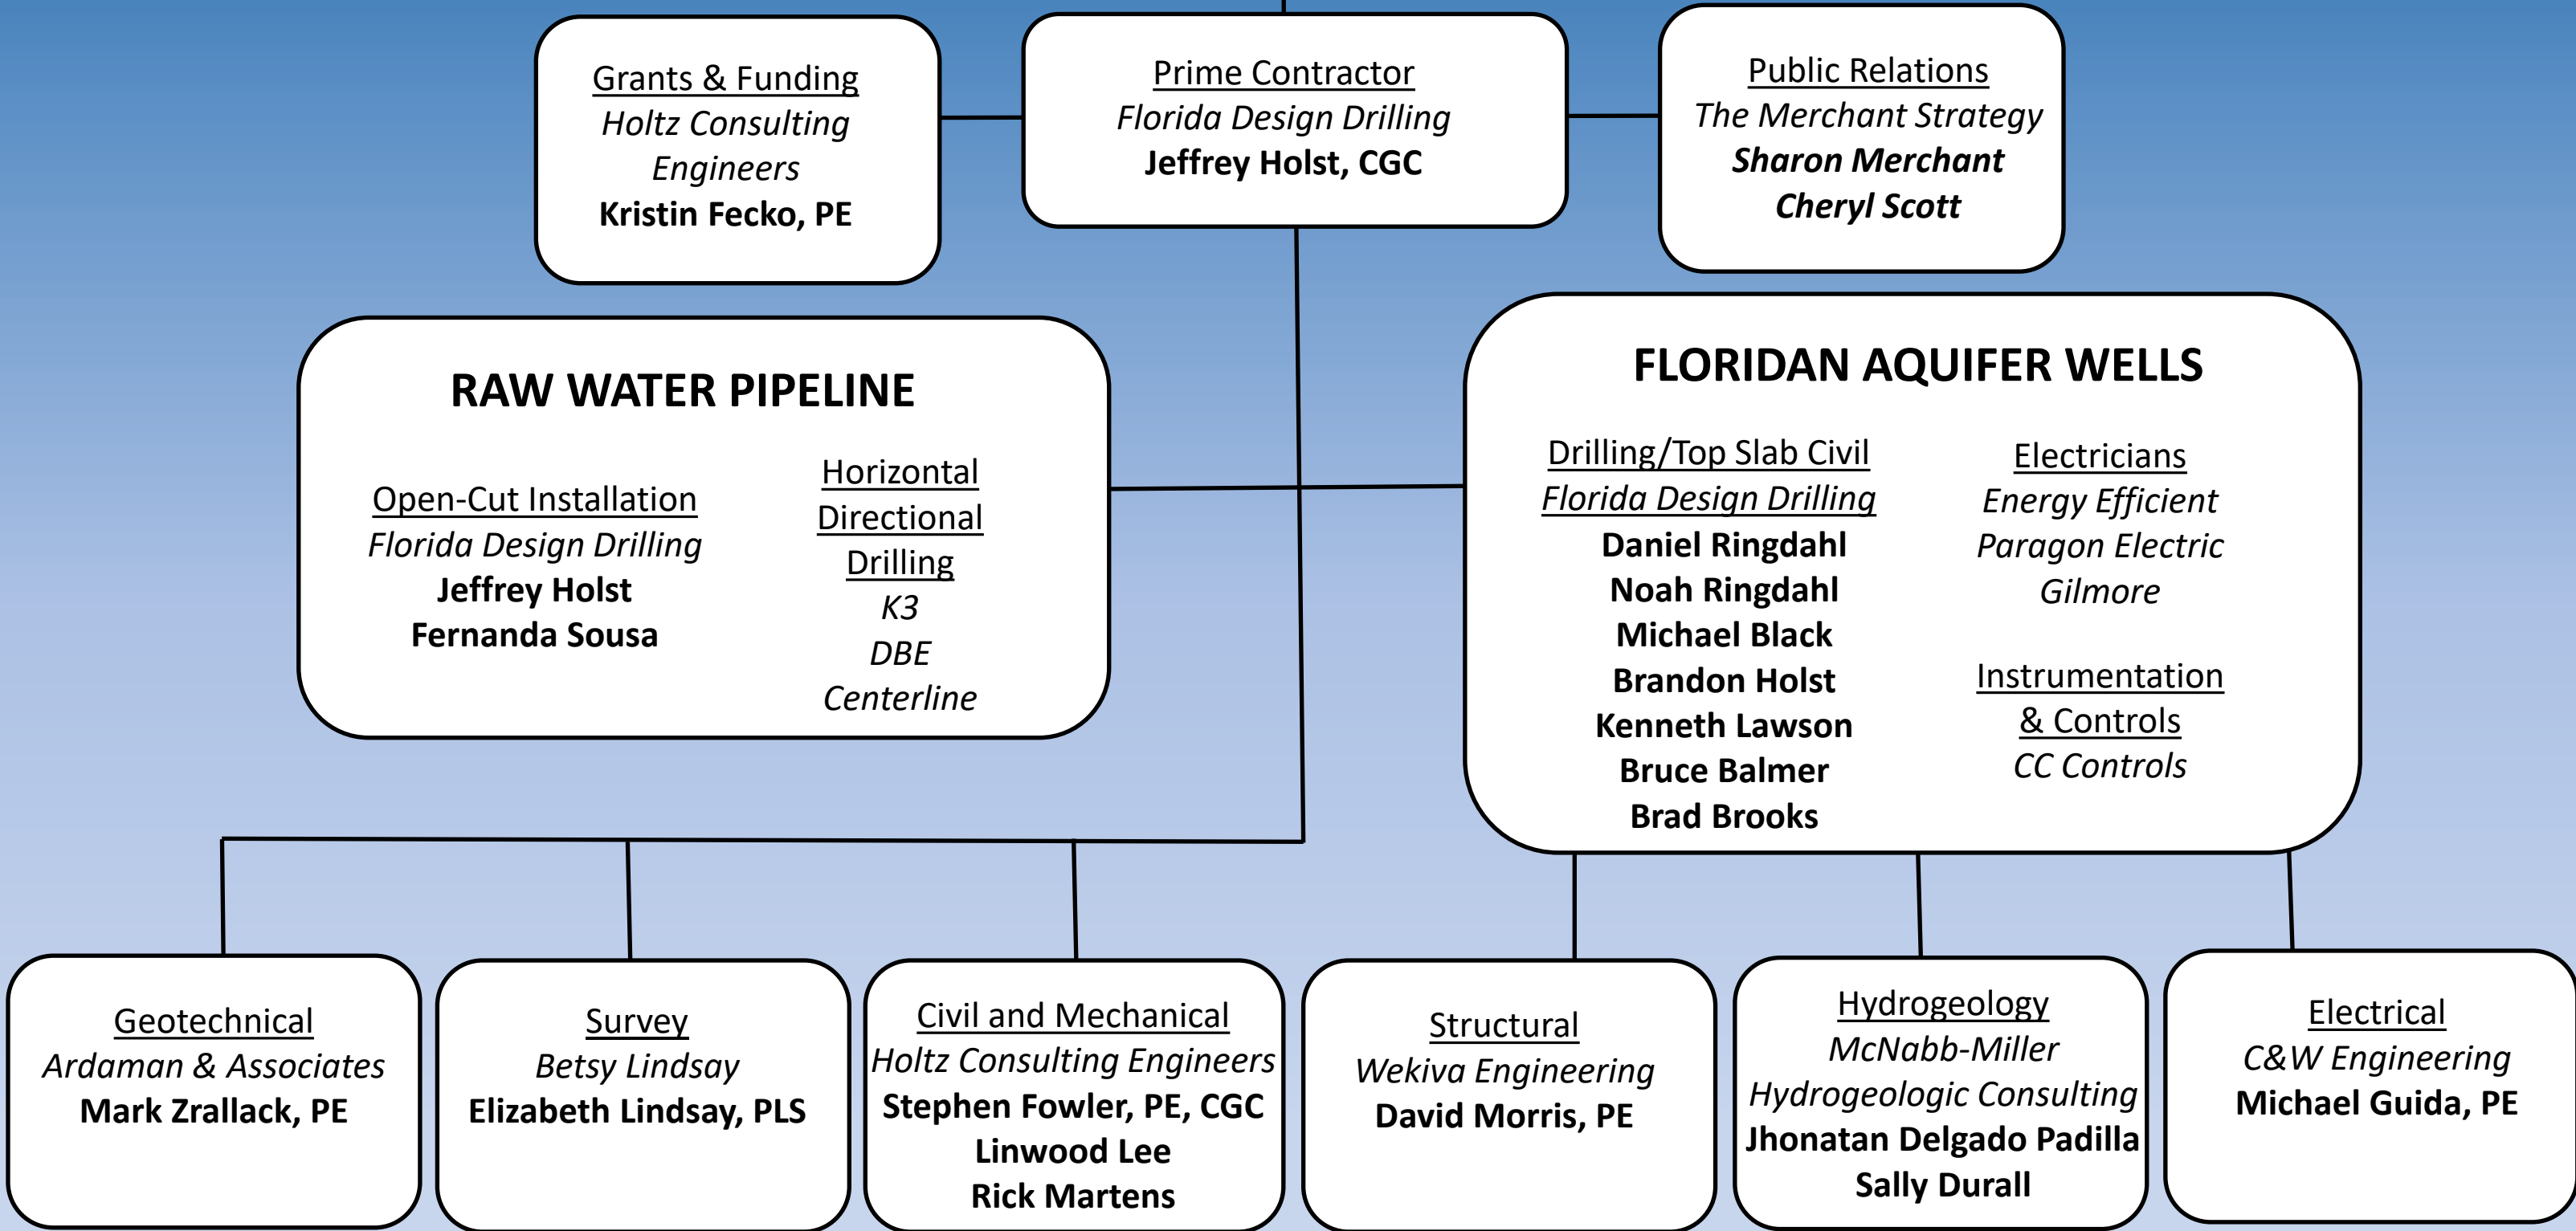 Grants & Funding
Holtz Consulting
Engineers
Kristin Fecko, PE
Prime Contractor
Florida Design Drilling
Jeffrey Holst, CGC
Public Relations
The Merchant Strategy
Sharon Merchant
Cheryl Scott
RAW WATER PIPELINE
Open-Cut Installation
Florida Design Drilling
Jeffrey Holst
Fernanda Sousa
Horizontal
Directional
Drilling
K3
DBE
Centerline
FLORIDAN AQUIFER WELLS
Drilling/Top Slab Civil
Florida Design Drilling
Daniel Ringdahl
Noah Ringdahl
Michael Black
Brandon Holst
Kenneth Lawson
Bruce Balmer
Brad Brooks
Electricians
Energy Efficient
Paragon Electric
Gilmore
Instrumentation
& Controls
CC Controls
Geotechnical
Ardaman & Associates
Mark Zrallack, PE
Survey
Betsy Lindsay
Elizabeth Lindsay, PLS
Civil and Mechanical
Holtz Consulting Engineers
Stephen Fowler, PE, CGC
Linwood Lee
Rick Martens
Structural
Wekiva Engineering
David Morris, PE
Hydrogeology
McNabb-Miller
Hydrogeologic Consulting
Jhonatan Delgado Padilla
Sally Durall
Electrical
C&W Engineering
Michael Guida, PE